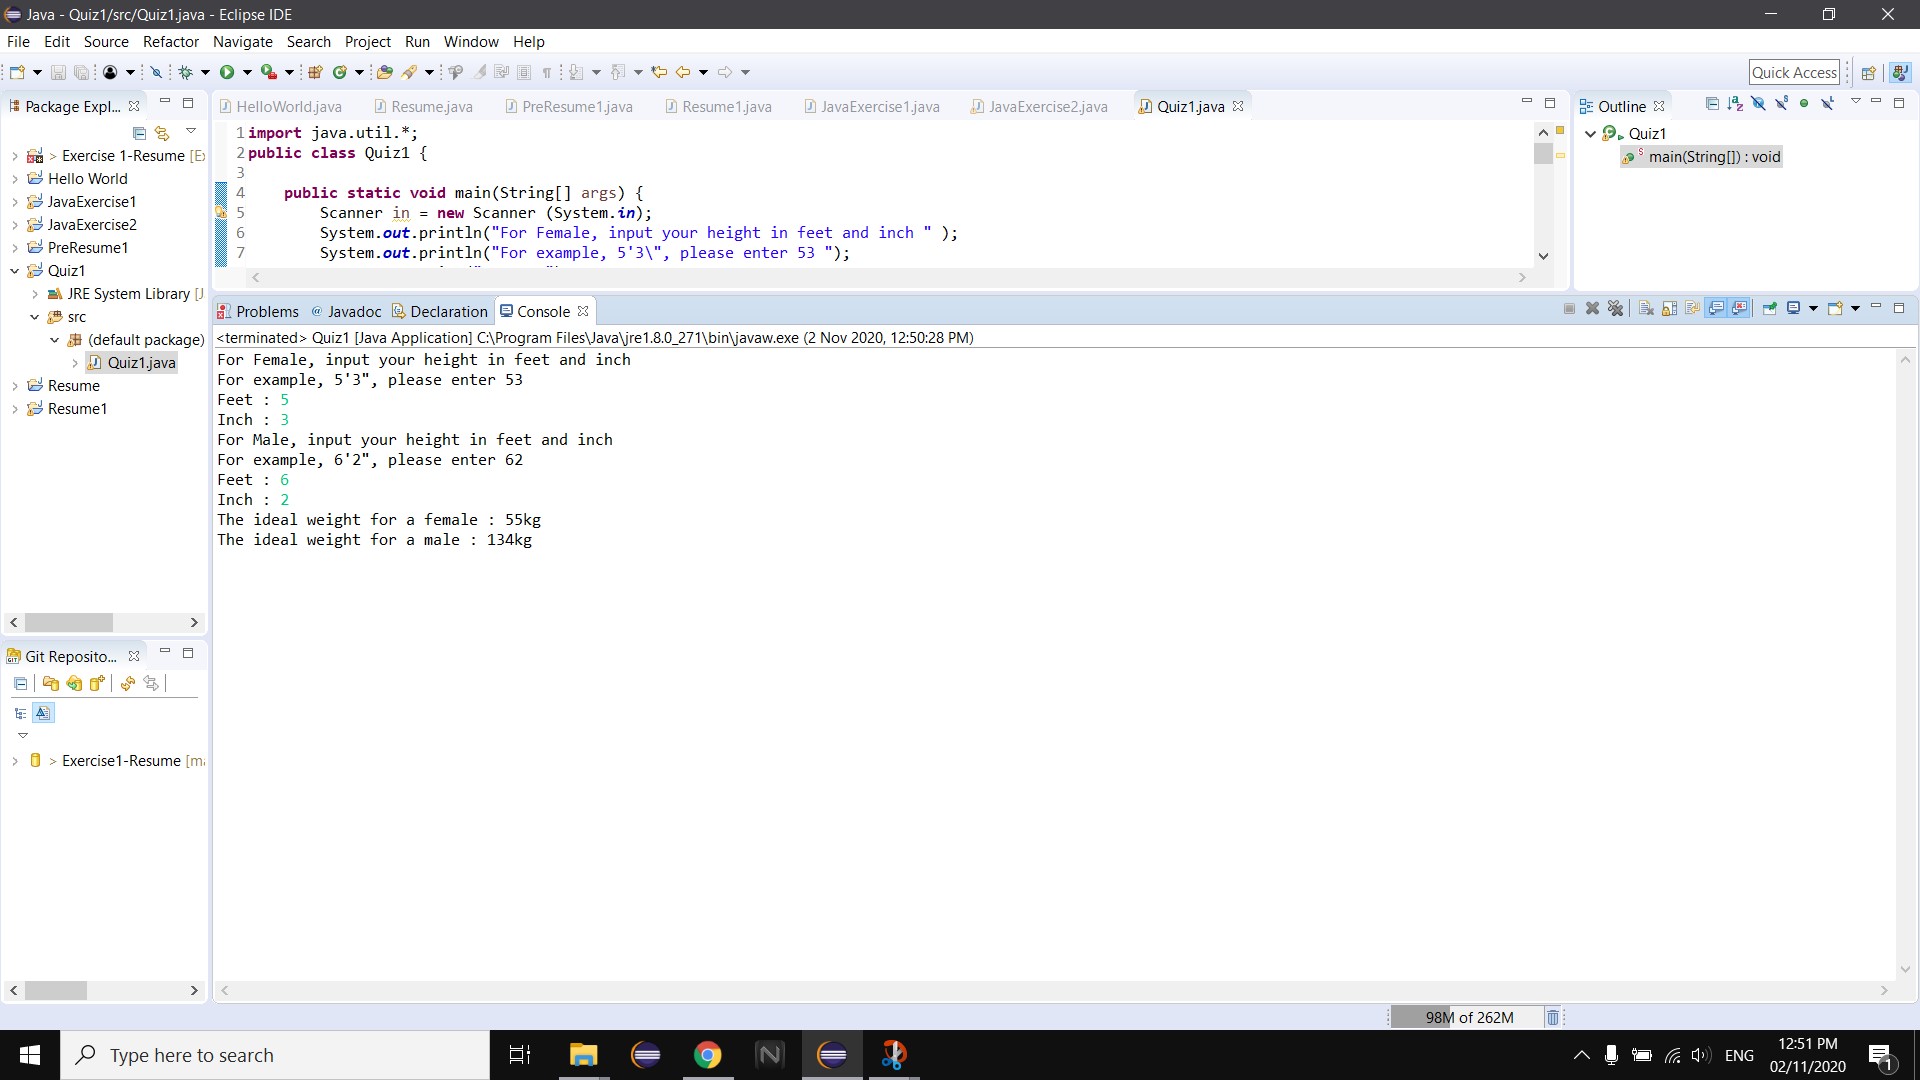 Java - Quiz1/src/Quiz1.java - Eclipse IDE
File Edit Source Refactor Navigate Search Project Run Window Help
Quick Access
Package Expl...
Exercise 1-Resume [E
Hello World
JavaExercise1
JavaExercise2
PreResume1
Quiz1
JRE System Library [J
src
(default package)
Quiz1.java
Resume
Resume1
Git Reposito...
> Exercise1-Resume [m
HelloWorld.java Resume.java PreResume1.java Resume1.java JavaExercise1.java JavaExercise2.java Quiz1.java
1 import java.util.*;
2 public class Quiz1 {
3
4 public static void main(String[] args) {
5 Scanner in = new Scanner (System.in);
6 System.out.println("For Female, input your height in feet and inch " );
7 System.out.println("For example, 5'3\", please enter 53 ");
Outline
Quiz1
main(String[]) : void
Problems @ Javadoc Declaration Console
<terminated> Quiz1 [Java Application] C:\Program Files\Java\jre1.8.0_271\bin\javaw.exe (2 Nov 2020, 12:50:28 PM)
For Female, input your height in feet and inch
For example, 5'3", please enter 53
Feet : 5
Inch : 3
For Male, input your height in feet and inch
For example, 6'2", please enter 62
Feet : 6
Inch : 2
The ideal weight for a female : 55kg
The ideal weight for a male : 134kg
98M of 262M
Type here to search
ENG
12:51 PM
02/11/2020
1